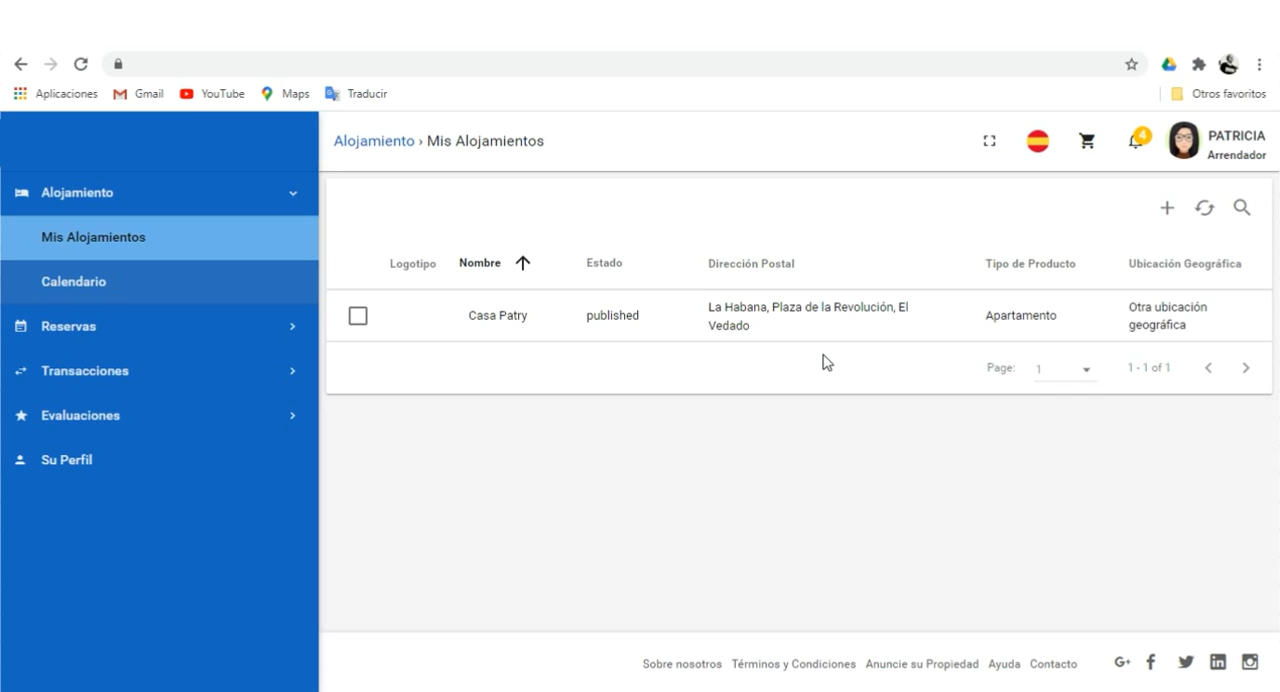 Aplicaciones Gmail YouTube Maps Traducir Otros favoritos
Alojamiento › Mis Alojamientos
4
PATRICIA
Arrendador
Alojamiento
Mis Alojamientos
Calendario
Reservas
Transacciones
Evaluaciones
Su Perfil
Logotipo Nombre Estado Dirección Postal Tipo de Producto Ubicación Geográfica
Casa Patry published La Habana, Plaza de la Revolución, El Apartamento Otra ubicación
Vedado geográfica
Page: 1 1 - 1 of 1
Sobre nosotros Términos y Condiciones Anuncie su Propiedad Ayuda Contacto G+